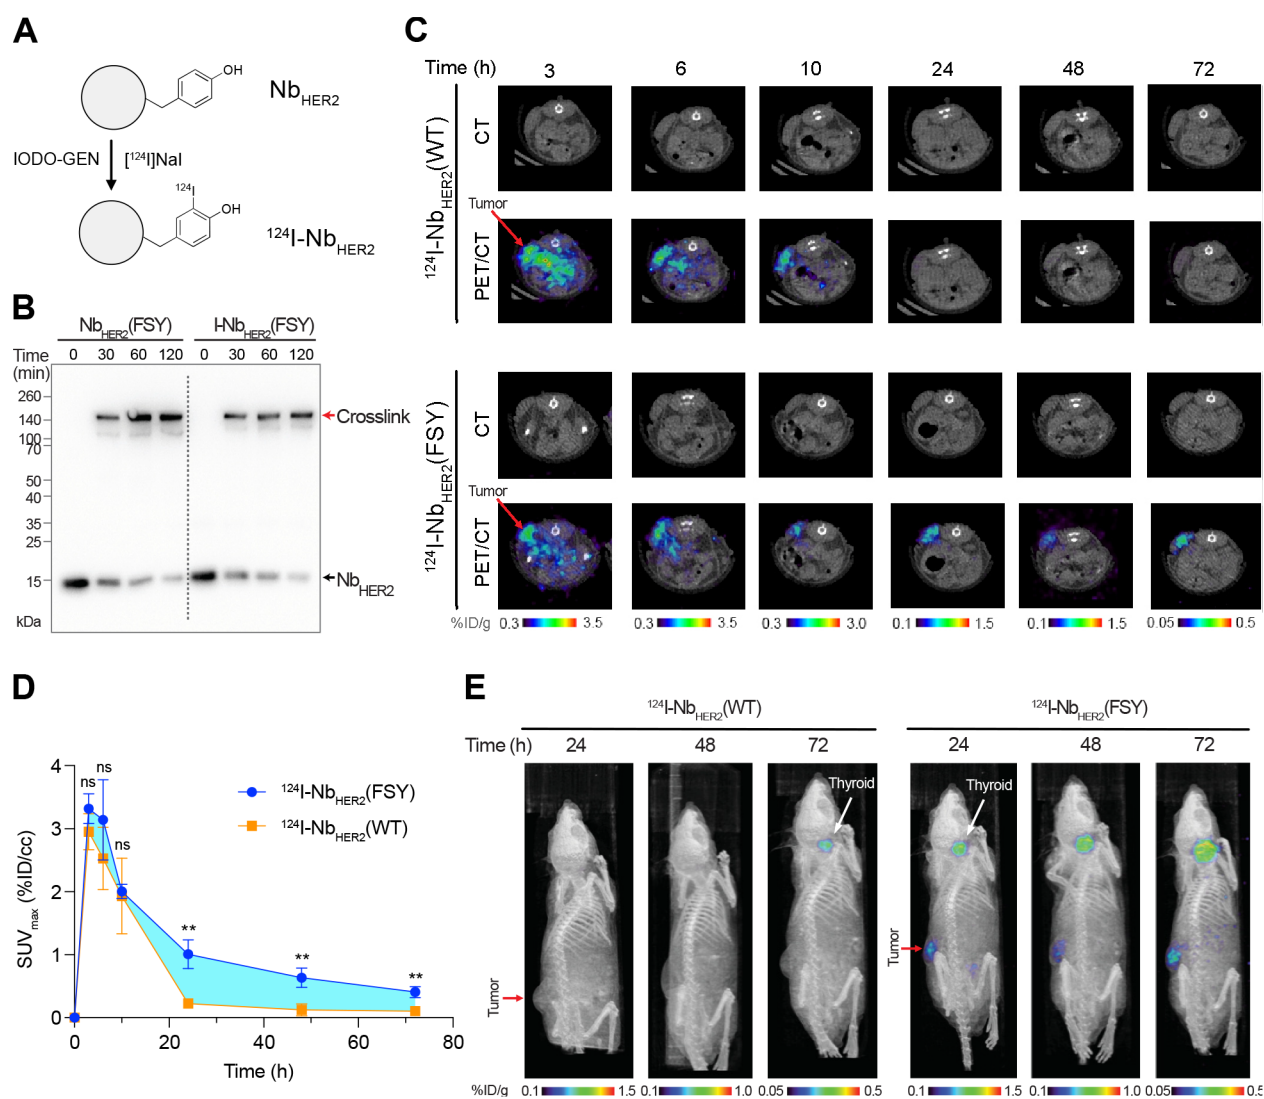 A
OH
Nb HER2
IODO-GEN [124I]NaI
124I
OH
124I-Nb HER2
B
NbHER2(FSY) I-NbHER2(FSY)
Time (min) 0 30 60 120 0 30 60 120
260
140
100
70
50
40
35
25
15
kDa
Crosslink
NbHER2
C
Time (h) 3 6 10 24 48 72
124I-NbHER2(WT)
CT
Tumor
PET/CT
124I-NbHER2(FSY)
CT
Tumor
PET/CT
%ID/g 0.3 3.5 0.3 3.5 0.3 3.0 0.1 1.5 0.1 1.5 0.05 0.5
D
SUVmax (%ID/cc)
4
3
2
1
0
0 20 40 60 80
Time (h)
ns
ns
ns
**
**
**
124I-NbHER2(FSY)
124I-NbHER2(WT)
E
124I-NbHER2(WT) 124I-NbHER2(FSY)
Time (h) 24 48 72 24 48 72
Thyroid
Thyroid
Tumor
Tumor
%ID/g 0.1 1.5 0.1 1.0 0.05 0.5 0.1 1.5 0.1 1.0 0.05 0.5